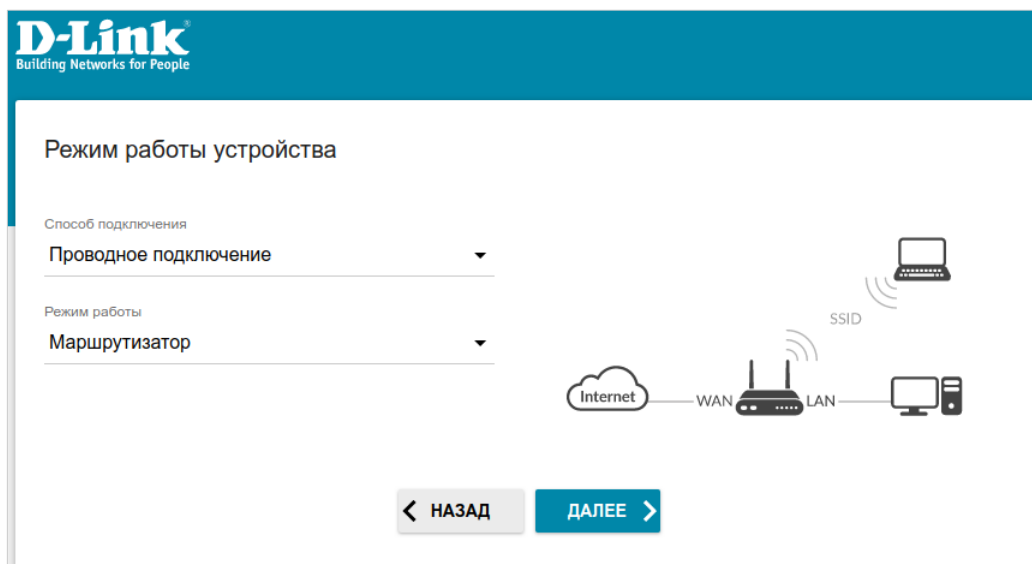 D-Link
Building Networks for People
Режим работы устройства
Способ подключения
Проводное подключение
Режим работы
Маршрутизатор
SSID
Internet
WAN
LAN
НАЗАД
ДАЛЕЕ